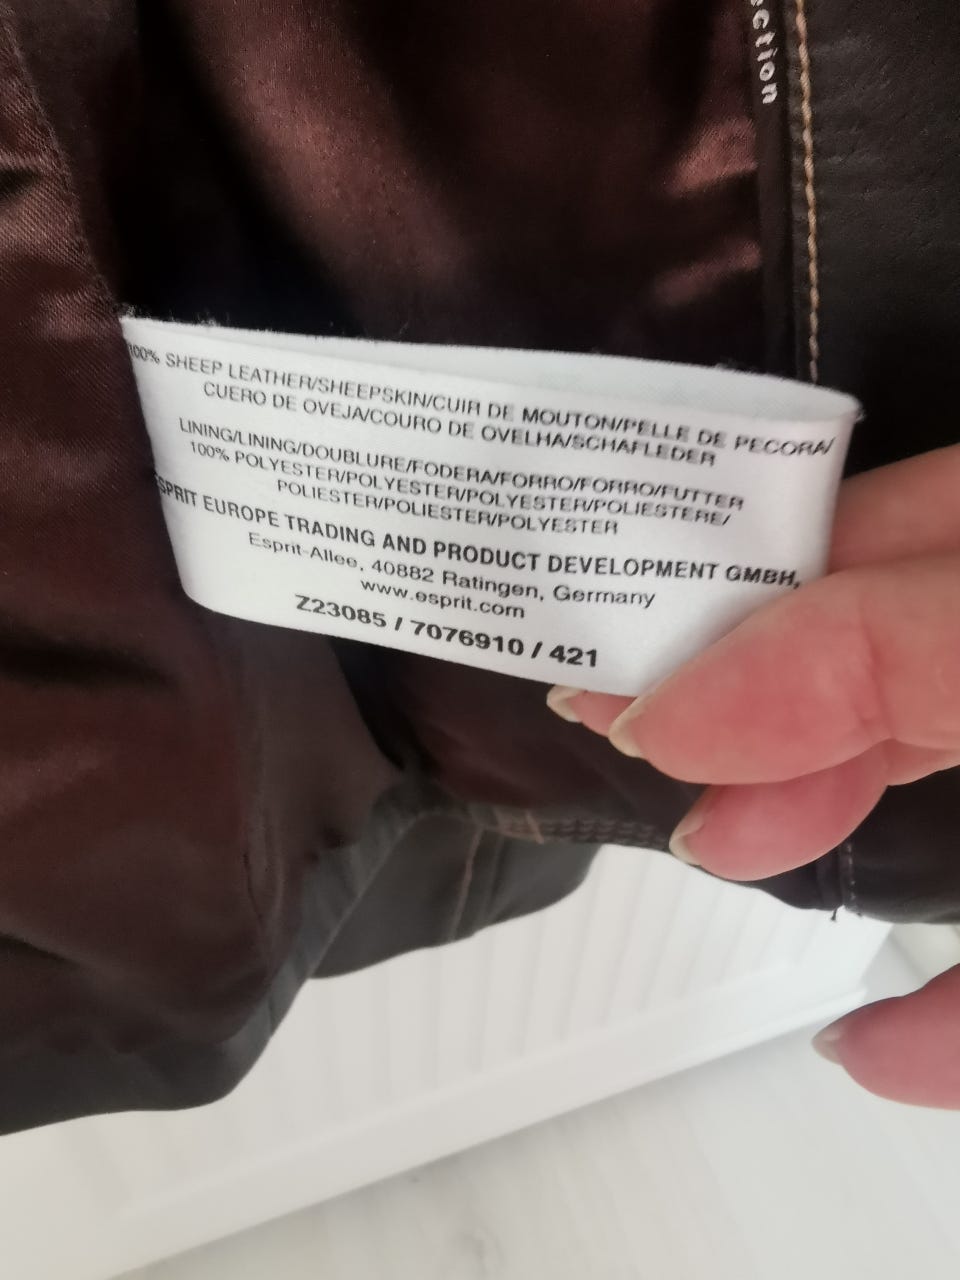 ction
100% SHEEP LEATHER/SHEEPSKIN/CUIR DE MOUTON/PELLE DE PECORA/
CUERO DE OVEJA/COURO DE OVELHA/SCHAFLEDER
LINING/LINING/DOUBLURE/FODERA/FORRO/FORRO/FUTTER
100% POLYESTER/POLYESTER/POLYESTER/POLIESTERE/
POLIESTER/POLIESTER/POLYESTER
ESPRIT EUROPE TRADING AND PRODUCT DEVELOPMENT GMBH,
Esprit-Allee, 40882 Ratingen, Germany
www.esprit.com
Z23085 / 7076910 / 421